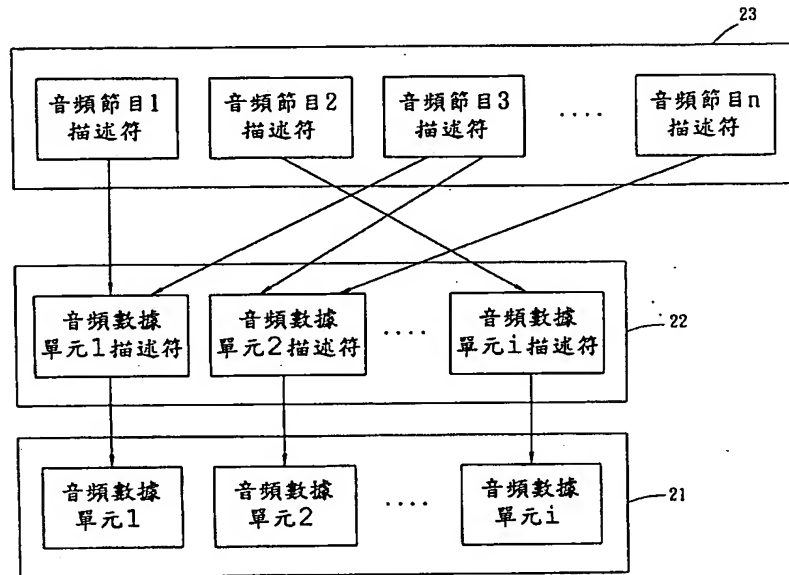 23
音頻節目1
描述符
音頻節目2
描述符
音頻節目3
描述符
····
音頻節目n
描述符
音頻數據
單元1描述符
音頻數據
單元2描述符
····
音頻數據
單元i描述符
22
音頻數據
單元1
音頻數據
單元2
····
音頻數據
單元i
21